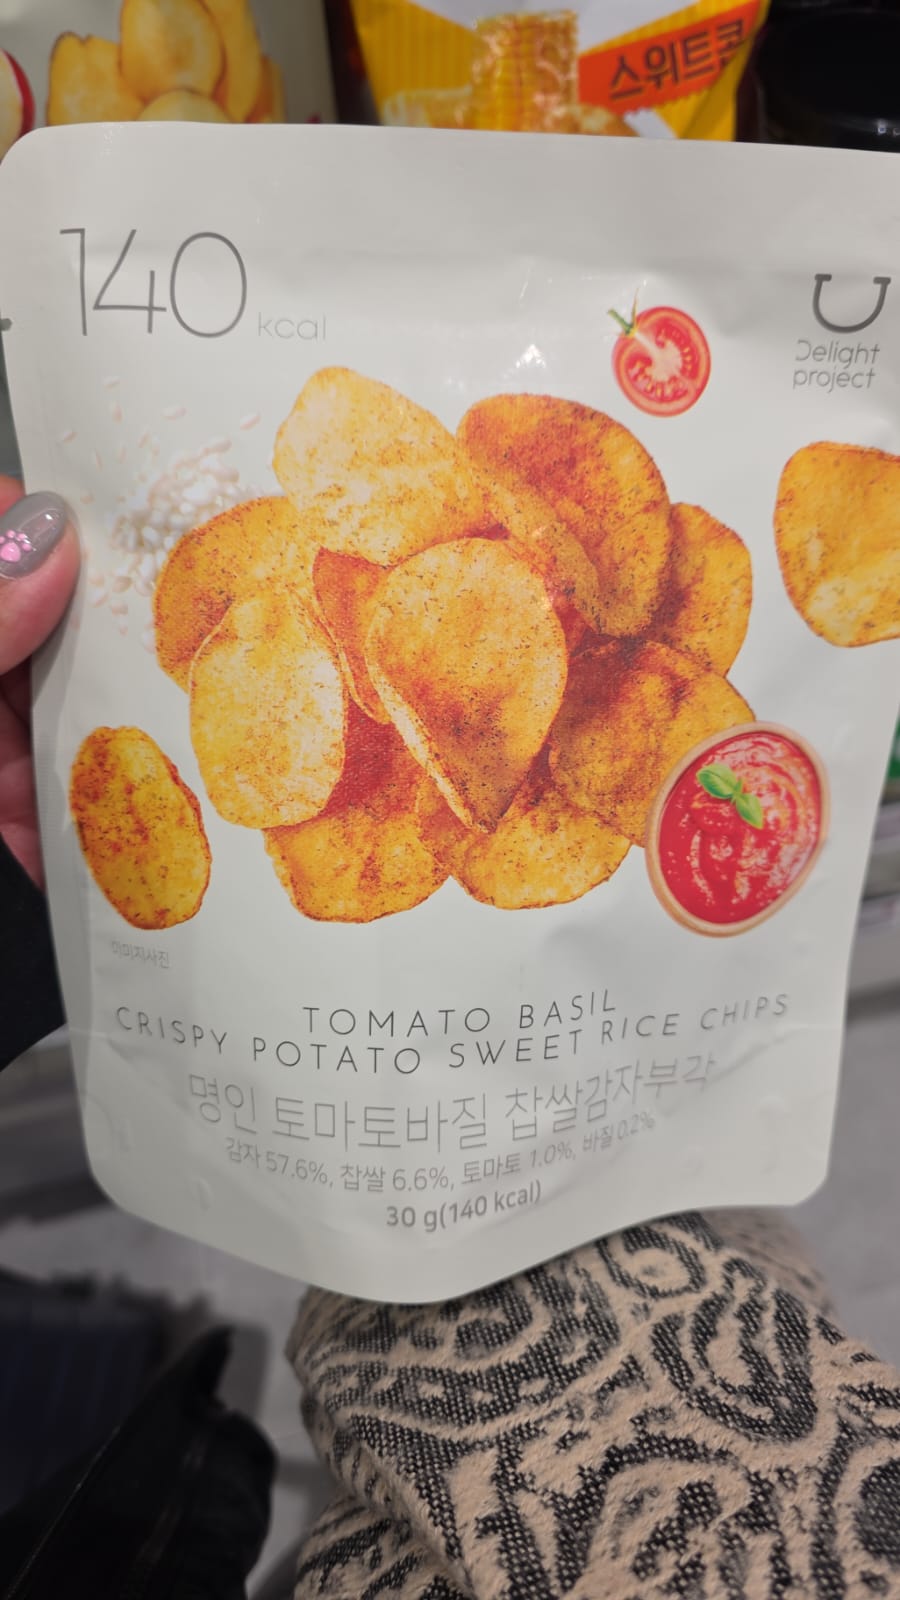 스위트콘
140 kcal
Delight
project
이미지사진
TOMATO BASIL
CRISPY POTATO SWEET RICE CHIPS
명인 토마토바질 찹쌀감자부각
감자 57.6%, 찹쌀 6.6%, 토마토 1.0%, 바질 0.2%
30 g(140 kcal)